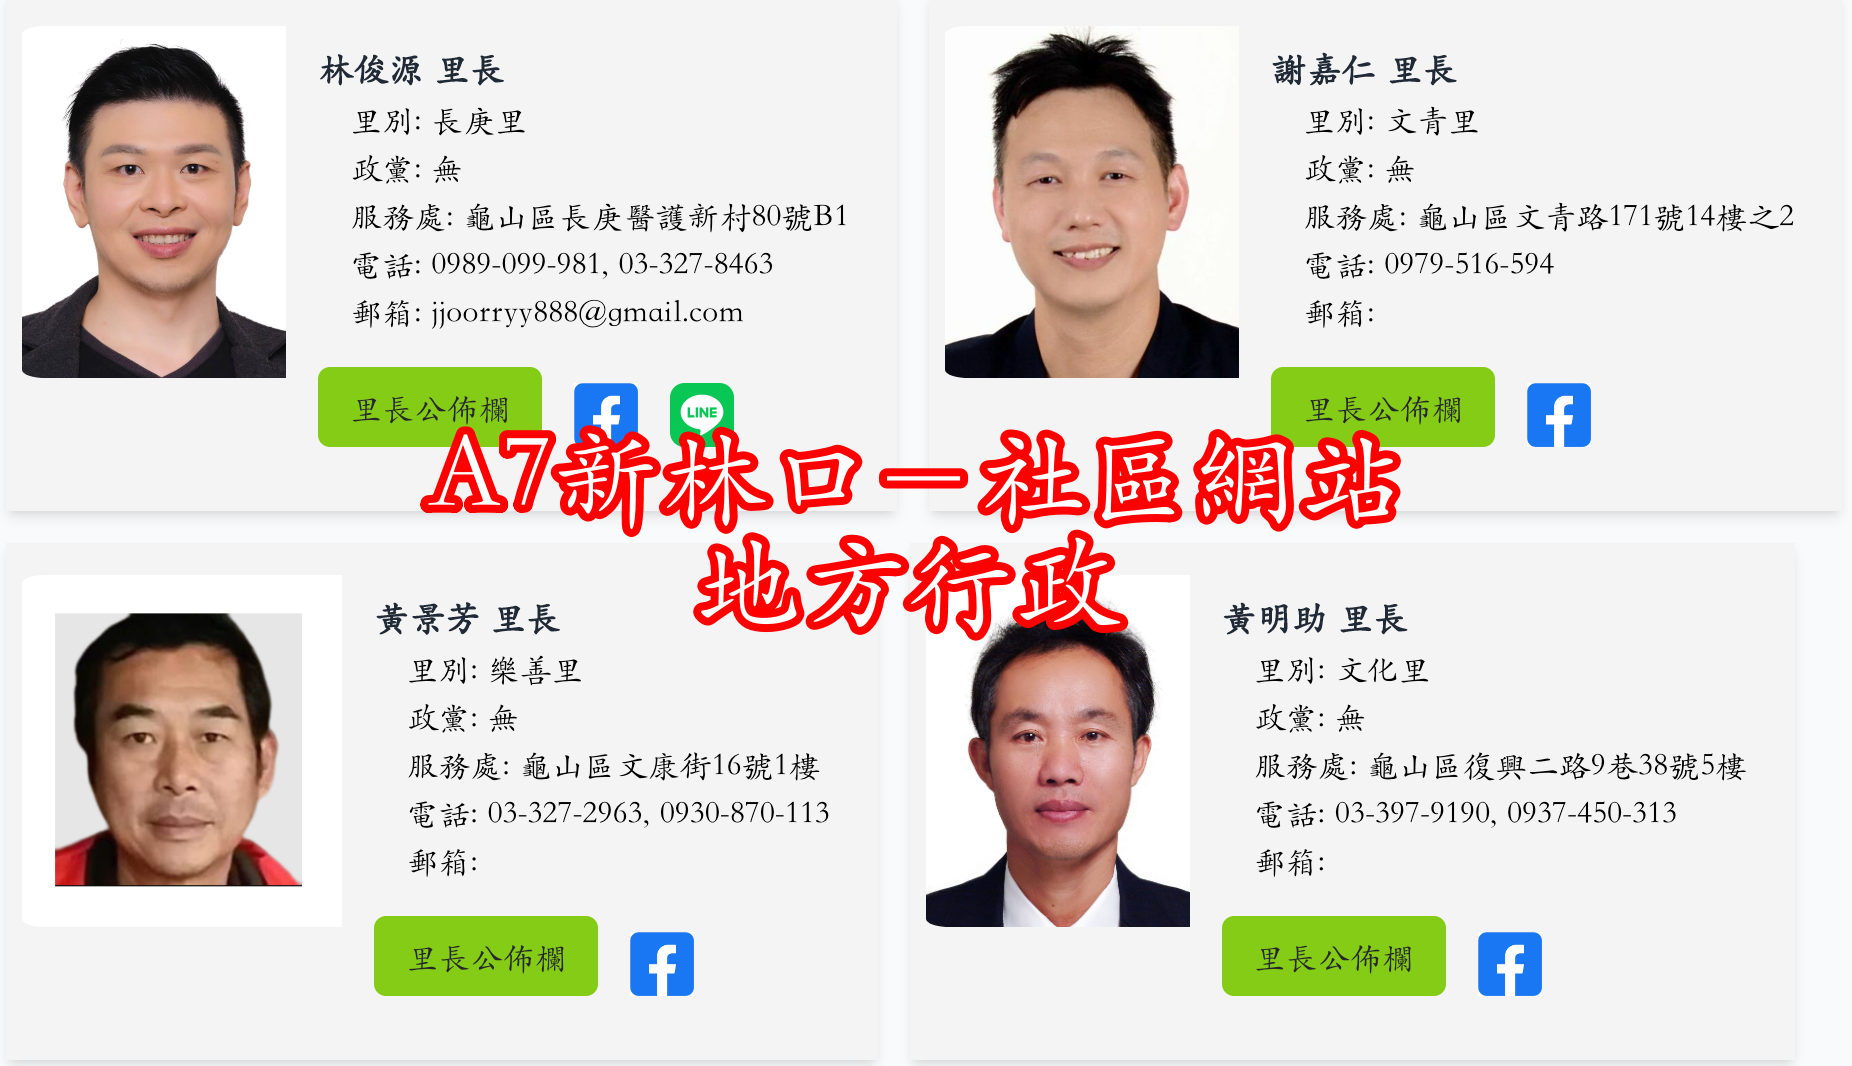 林俊源 里長
里別: 長庚里
政黨: 無
服務處: 龜山區長庚醫護新村80號B1
電話: 0989-099-981, 03-327-8463
郵箱: jjoorryy888@gmail.com
里長公佈欄
LINE
謝嘉仁 里長
里別: 文青里
政黨: 無
服務處: 龜山區文青路171號14樓之2
電話: 0979-516-594
郵箱:
里長公佈欄
A7新林口－社區網站
地方行政
黃景芳 里長
里別: 樂善里
政黨: 無
服務處: 龜山區文康街16號1樓
電話: 03-327-2963, 0930-870-113
郵箱:
里長公佈欄
黃明助 里長
里別: 文化里
政黨: 無
服務處: 龜山區復興二路9巷38號5樓
電話: 03-397-9190, 0937-450-313
郵箱:
里長公佈欄